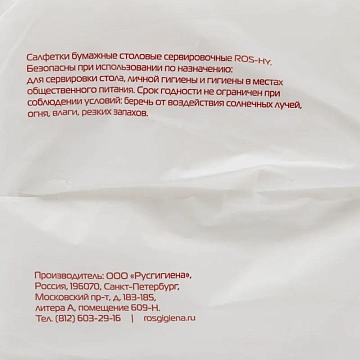 Салфетки бумажные столовые сервировочные ROS-HY.
Безопасны при использовании по назначению:
для сервировки стола, личной гигиены и гигиены в местах
общественного питания. Срок годности не ограничен при
соблюдении условий: беречь от воздействия солнечных лучей,
огня, влаги, резких запахов.
Производитель: ООО «Русгигиена»,
Россия, 196070, Санкт-Петербург,
Московский пр-т, д. 183-185,
литера А, помещение 609-Н.
Тел. (812) 603-29-16 | rosgigiena.ru